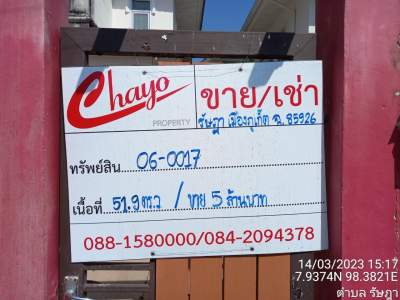 Chayo
PROPERTY
ขาย/เช่า
รัษฎา เมืองภูเก็ต ฉ. 85926
ทรัพย์สิน 06-0017
เนื้อที่ 51.9 ตรว / ขาย 5 ล้านบาท
088-1580000/084-2094378
14/03/2023 15:17
7.9374N 98.3821E
ตำบล รัษฎา